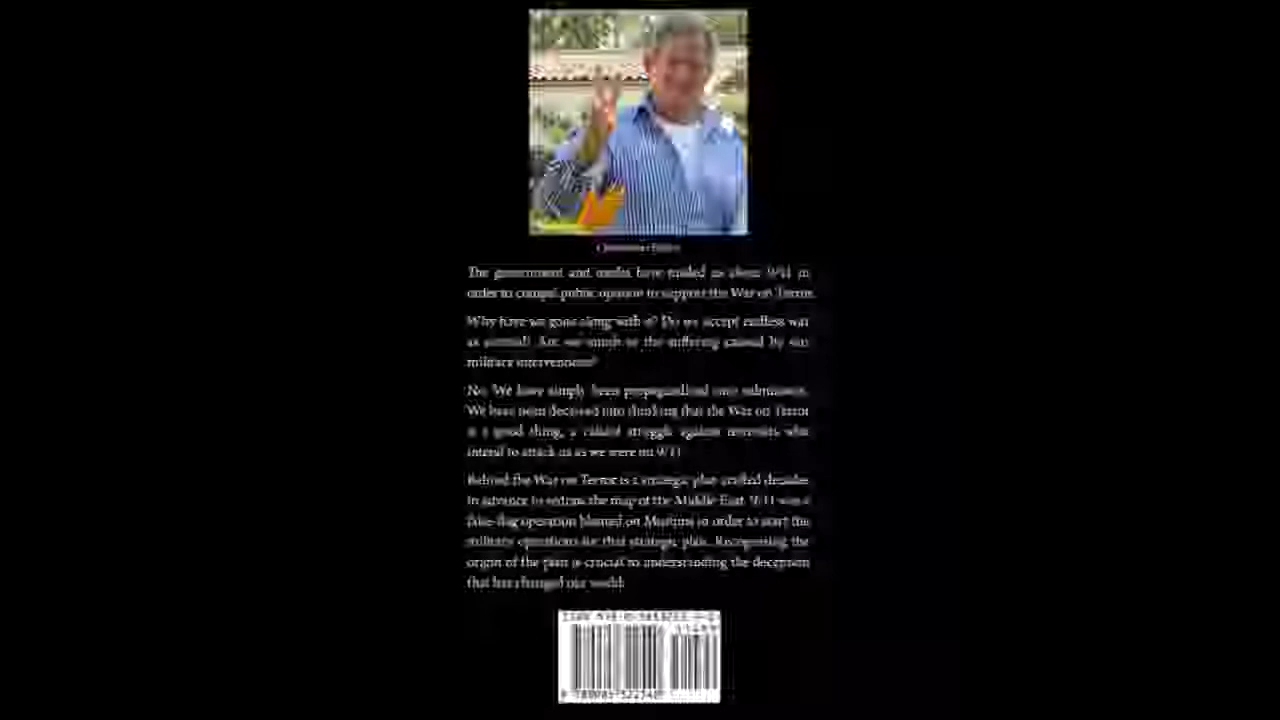 The government and media have misled us about 9/11 in
order to compel public opinion to support the War on Terror.
Why have we gone along with it? Do we accept endless war
as normal? Are we numb to the suffering caused by our
military interventions?
No. We have simply been propagandized into submission.
We have been deceived into thinking that the War on Terror
is a good thing, a valiant struggle against terrorists who
intend to attack us as we were on 9/11.
Behind the War on Terror is a strategic plan crafted decades
in advance to redraw the map of the Middle East. 9/11 was a
false-flag operation blamed on Muslims in order to start the
military operations for that strategic plan. Recognizing the
origin of the plan is crucial to understanding the deception
that has changed our world.
ISBN